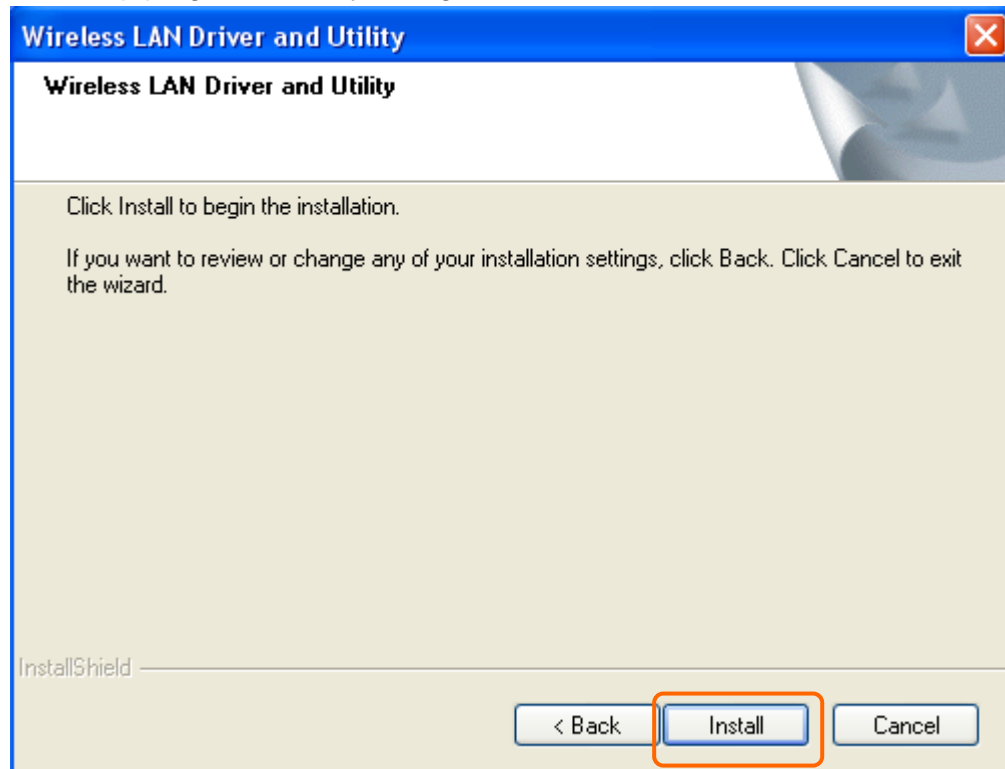 Wireless LAN Driver and Utility
Wireless LAN Driver and Utility
Click Install to begin the installation.
If you want to review or change any of your installation settings, click Back. Click Cancel to exit
the wizard.
InstallShield
< Back Install Cancel